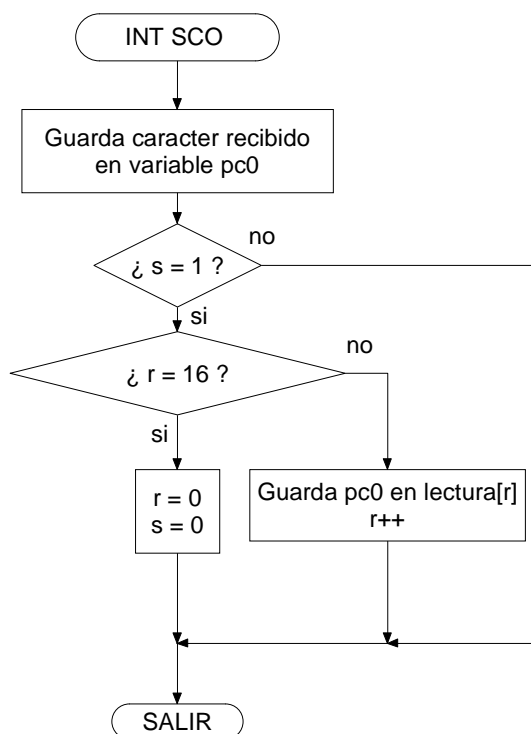 INT SCO
Guarda caracter recibido
en variable pc0
no
¿ s = 1 ?
si
no
¿ r = 16 ?
si
r = 0
s = 0
Guarda pc0 en lectura[r]
r++
SALIR